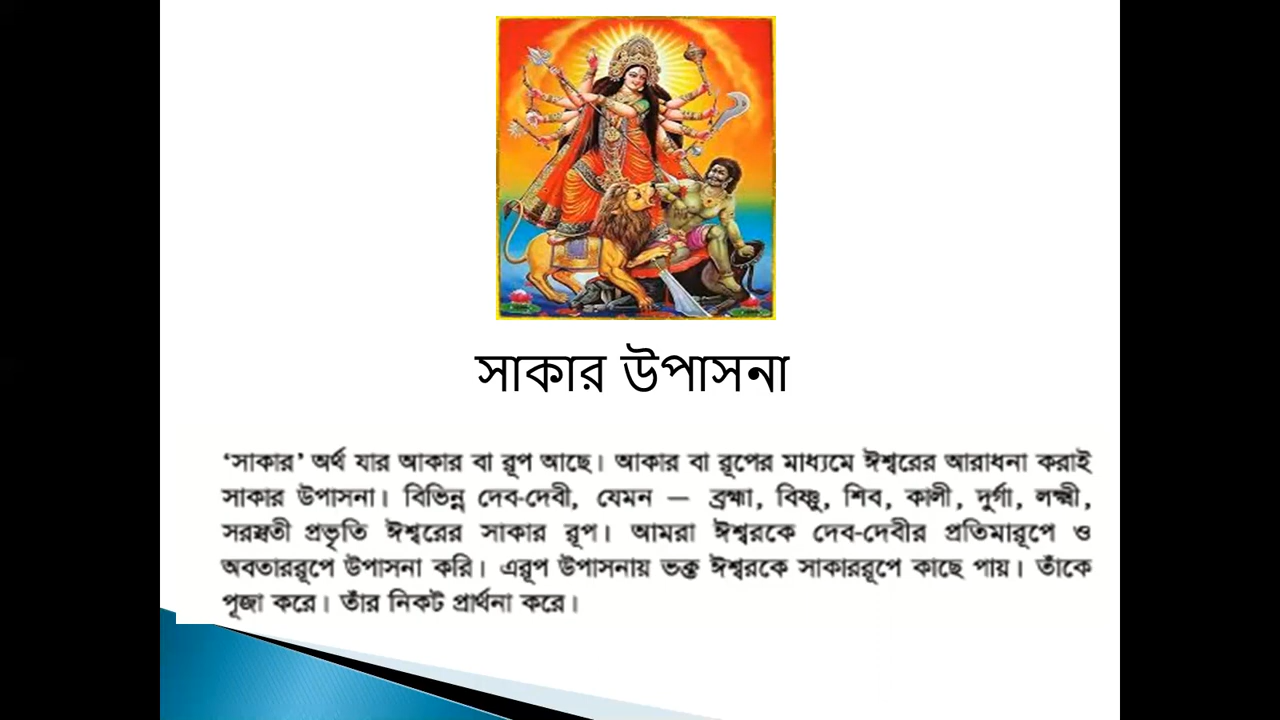 সাকার উপাসনা
‘সাকার’ অর্থ যার আকার বা রূপ আছে। আকার বা রূপের মাধ্যমে ঈশ্বরের আরাধনা করাই
সাকার উপাসনা। বিভিন্ন দেব-দেবী, যেমন — ব্রহ্মা, বিষ্ণু, শিব, কালী, দুর্গা, লক্ষ্মী,
সরস্বতী প্রভৃতি ঈশ্বরের সাকার রূপ। আমরা ঈশ্বরকে দেব-দেবীর প্রতিমারূপে ও
অবতাররূপে উপাসনা করি। এরূপ উপাসনায় ভক্ত ঈশ্বরকে সাকাররূপে কাছে পায়। তাঁকে
পূজা করে। তাঁর নিকট প্রার্থনা করে।